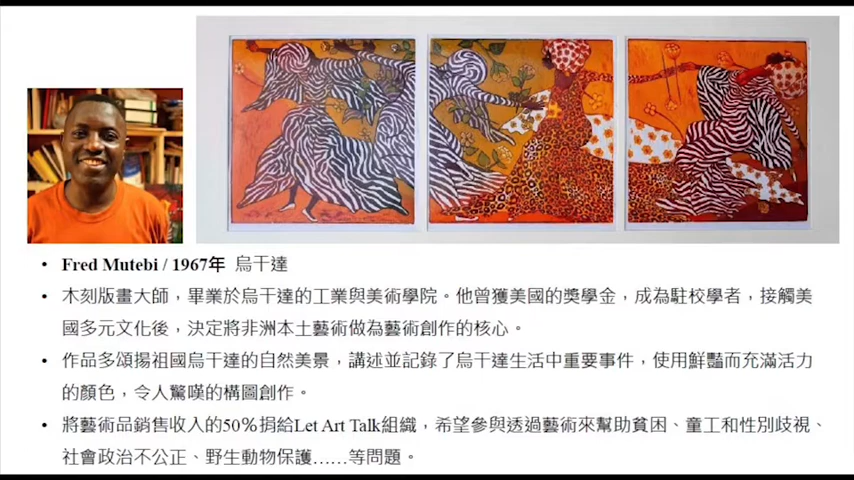 • Fred Mutebi / 1967年 烏干達
• 木刻版畫大師，畢業於烏干達的工業與美術學院。他曾獲美國的獎學金，成為駐校學者，接觸美
國多元文化後，決定將非洲本土藝術做為藝術創作的核心。
• 作品多頌揚祖國烏干達的自然美景，講述並記錄了烏干達生活中重要事件，使用鮮豔而充滿活力
的顏色，令人驚嘆的構圖創作。
• 將藝術品銷售收入的50%捐給Let Art Talk組織，希望參與透過藝術來幫助貧困、童工和性別歧視、
社會政治不公正、野生動物保護……等問題。